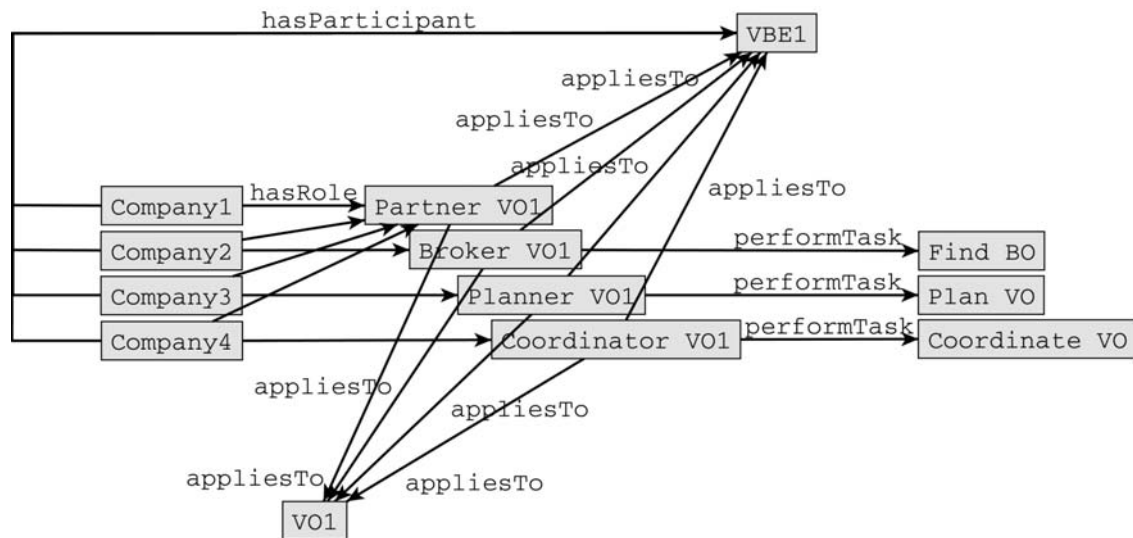 hasParticipant
VBE1
appliesTo
appliesTo
appliesTo
appliesTo
Company1
hasRole
Partner VO1
Company2
Broker VO1
performTask
Find BO
Company3
Planner VO1
performTask
Plan VO
Company4
Coordinator VO1
performTask
Coordinate VO
appliesTo
appliesTo
appliesTo
appliesTo
VO1